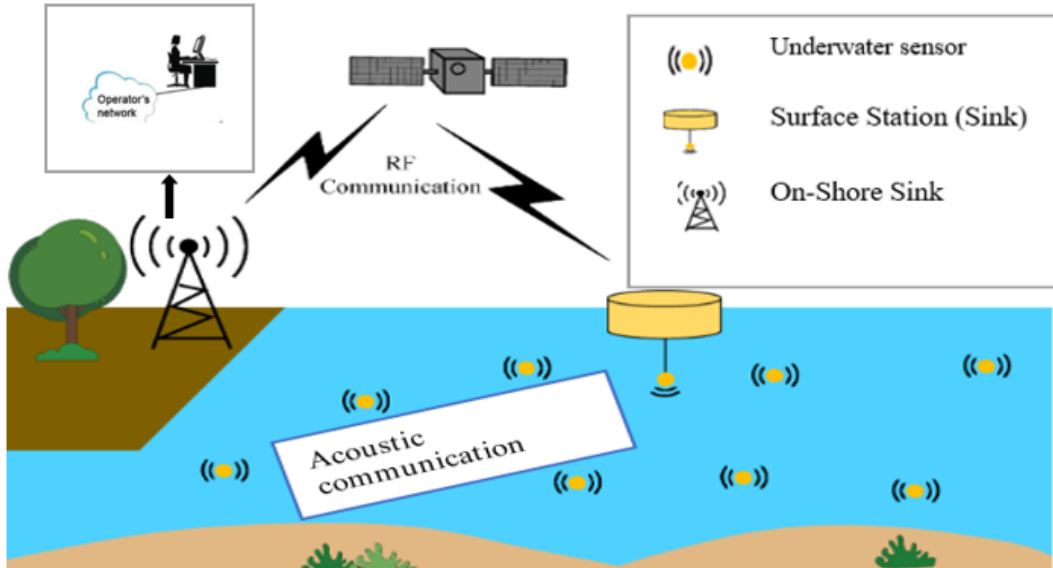 Operator's
network
RF
Communication
Underwater sensor
Surface Station (Sink)
On-Shore Sink
Acoustic
communication